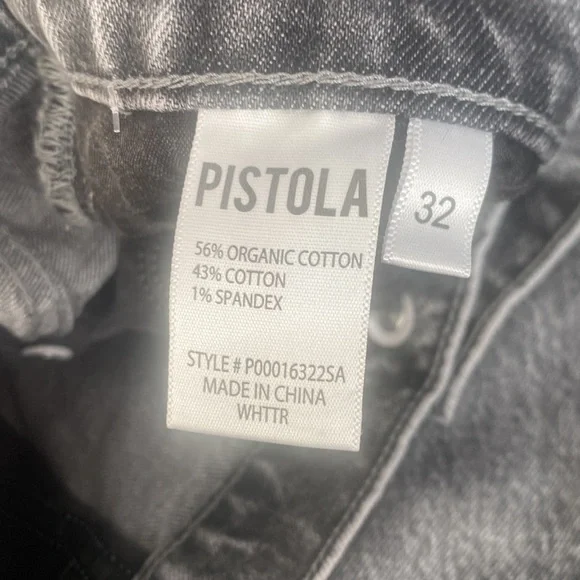 PISTOLA
56% ORGANIC COTTON
43% COTTON
1% SPANDEX
STYLE # P00016322SA
MADE IN CHINA
WHTTR
32